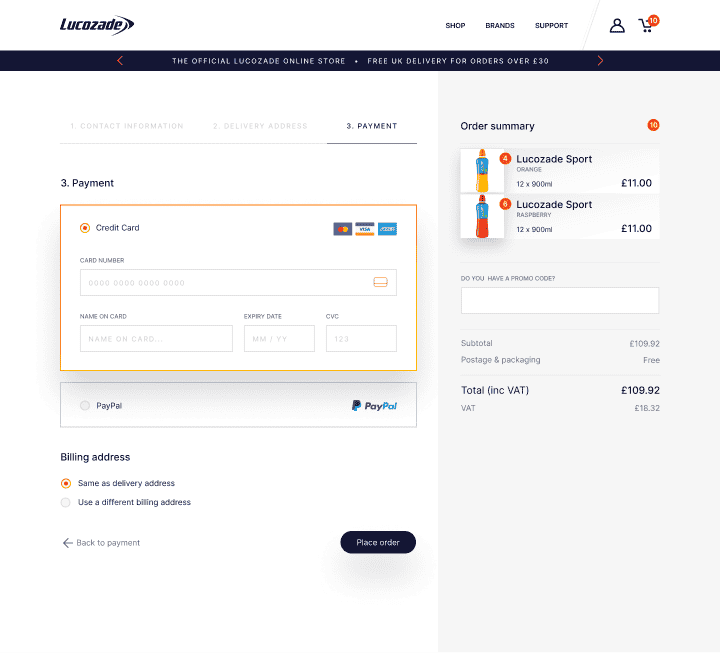 Lucozade
SHOP BRANDS SUPPORT
10
THE OFFICIAL LUCOZADE ONLINE STORE • FREE UK DELIVERY FOR ORDERS OVER £30
1. CONTACT INFORMATION 2. DELIVERY ADDRESS 3. PAYMENT
3. Payment
Credit Card
VISA
CARD NUMBER
0000 0000 0000 0000
NAME ON CARD EXPIRY DATE CVC
NAME ON CARD... MM / YY 123
PayPal PayPal
Billing address
Same as delivery address
Use a different billing address
Back to payment Place order
Order summary 10
4 Lucozade Sport
ORANGE
12 x 900ml £11.00
6 Lucozade Sport
RASPBERRY
12 x 900ml £11.00
DO YOU HAVE A PROMO CODE?
Subtotal £109.92
Postage & packaging Free
Total (inc VAT) £109.92
VAT £18.32